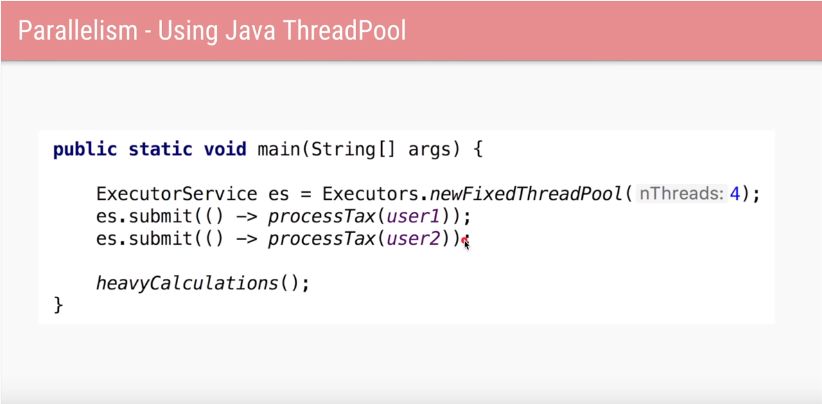 Parallelism - Using Java ThreadPool
public static void main(String[] args) {
ExecutorService es = Executors.newFixedThreadPool( nThreads: 4);
es.submit(() -> processTax(user1));
es.submit(() -> processTax(user2));
heavyCalculations();
}